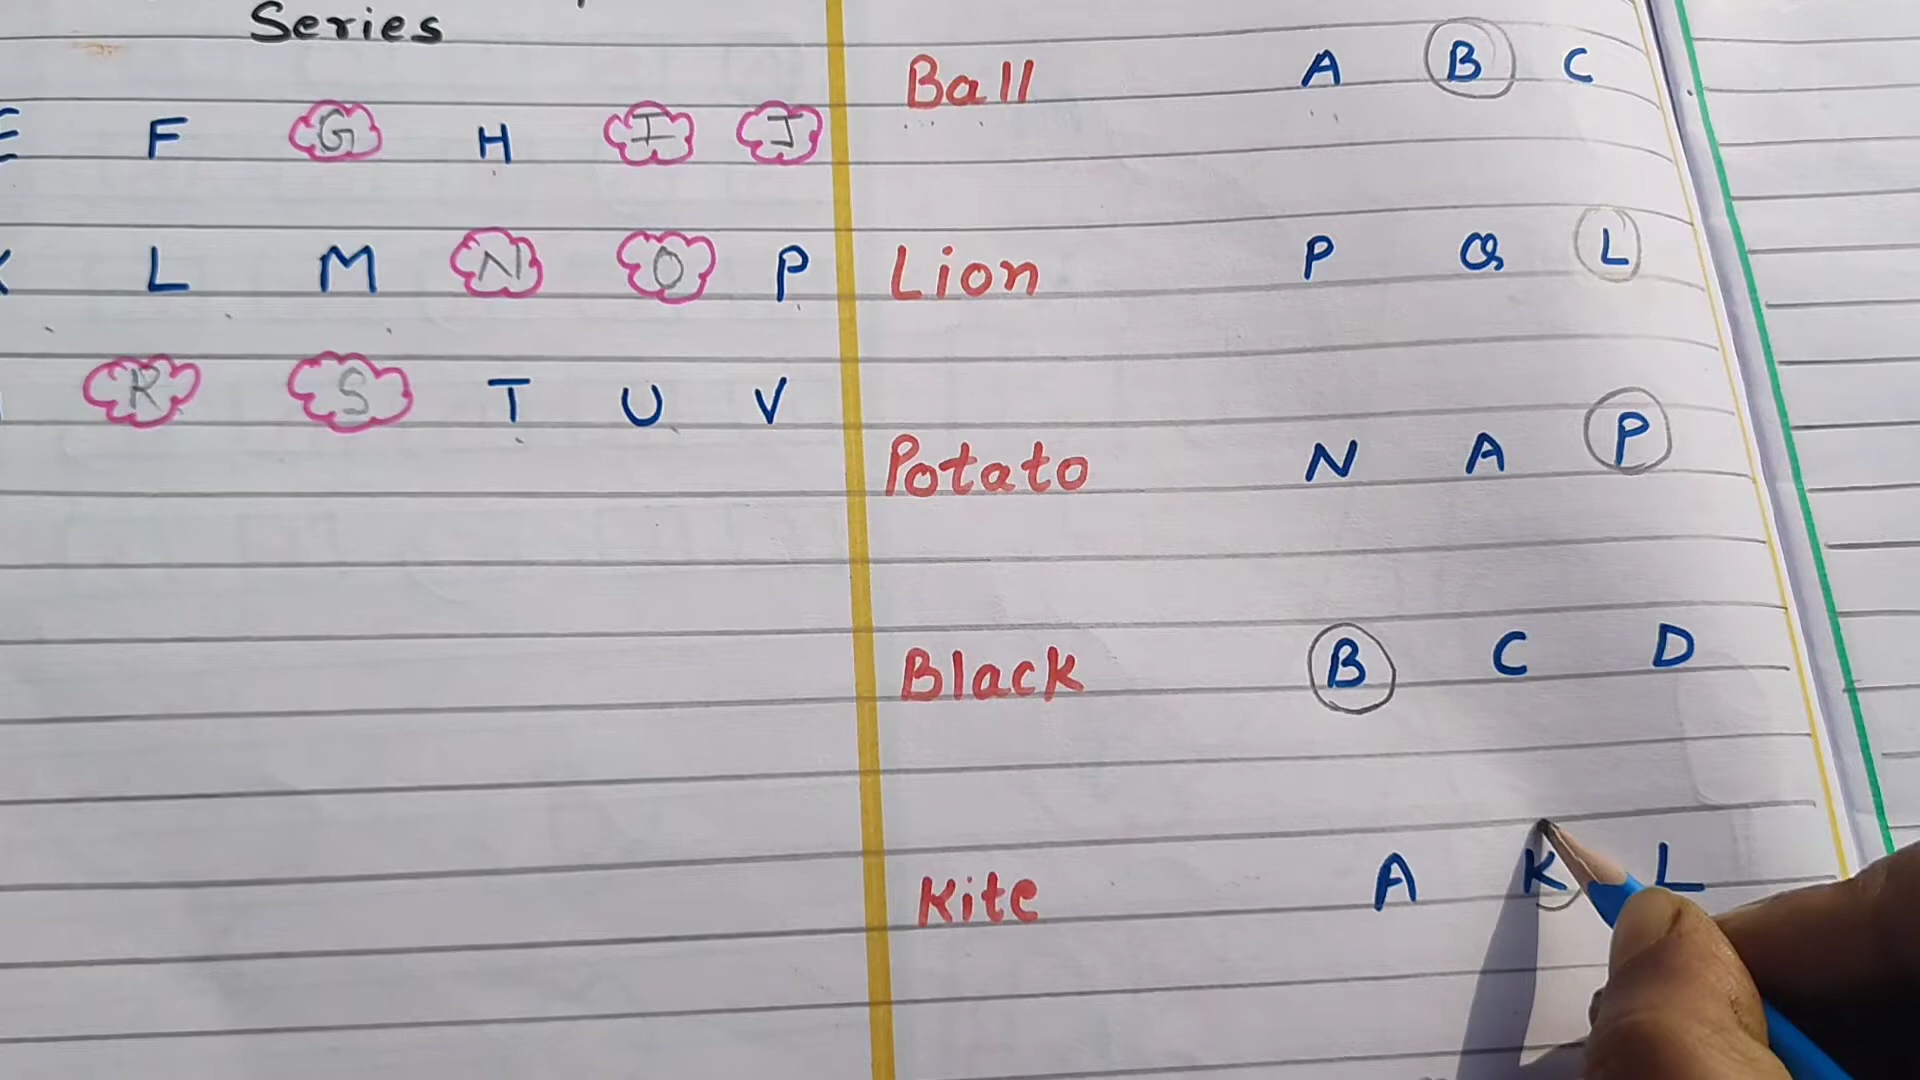 Series
F G H I J
L M N O P
R S T U V
Ball A B C
Lion P Q L
Potato N A P
Black B C D
Kite A K L